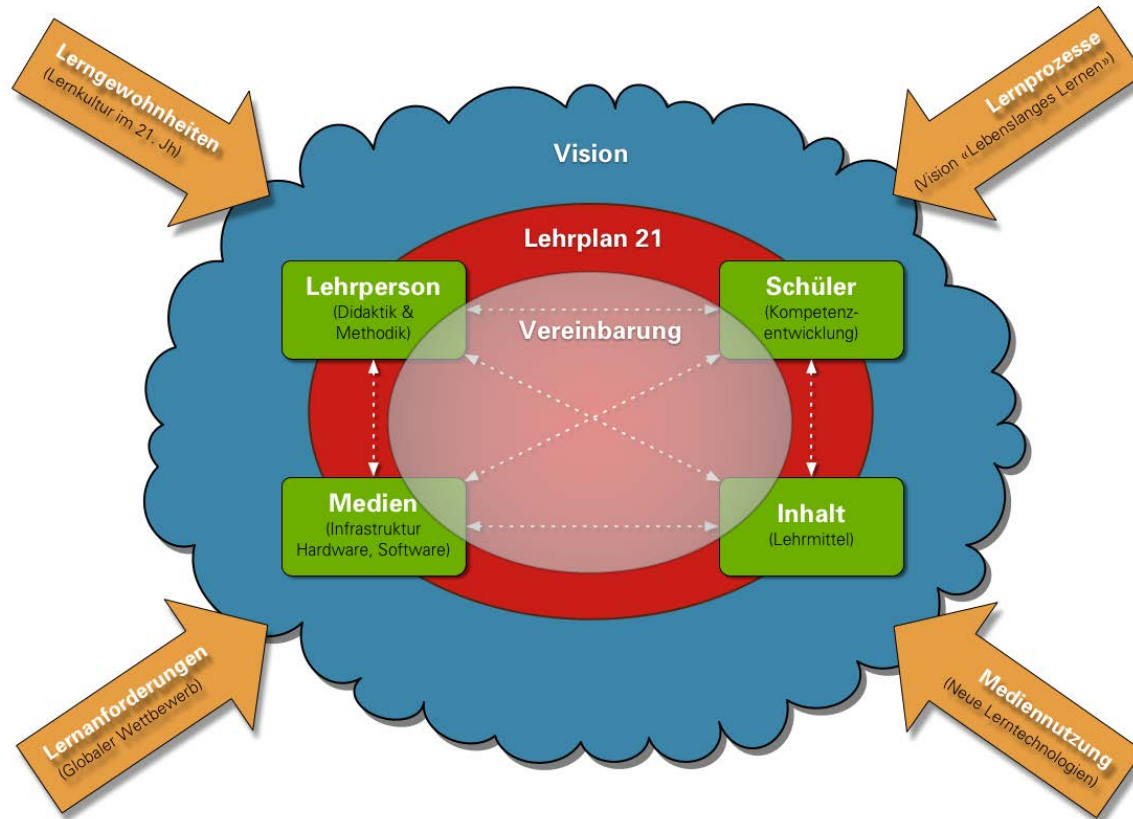 Lerngewohnheiten
(Lernkultur im 21. Jh)
Lernprozesse
(Vision «Lebenslanges Lernen»)
Vision
Lehrplan 21
Lehrperson
(Didaktik &
Methodik)
Schüler
(Kompetenz-
entwicklung)
Vereinbarung
Medien
(Infrastruktur
Hardware, Software)
Inhalt
(Lehrmittel)
Lernanforderungen
(Globaler Wettbewerb)
Mediennutzung
(Neue Lerntechnologien)